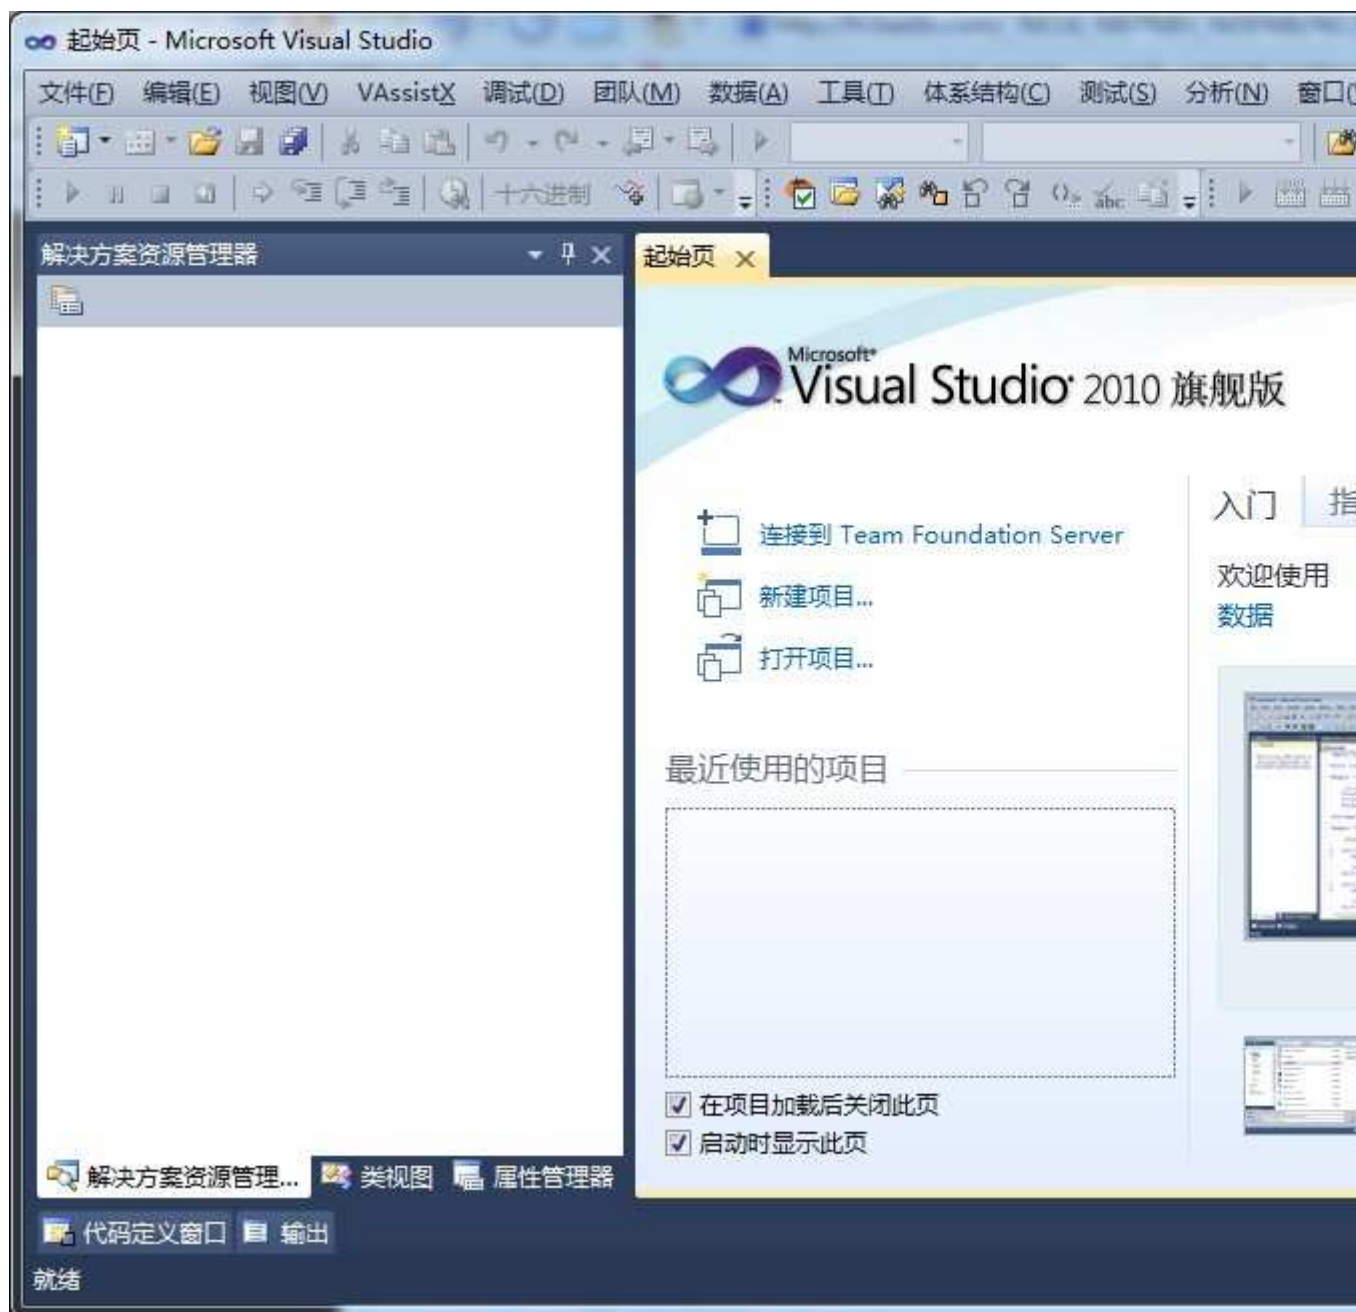 起始页 - Microsoft Visual Studio
文件(F) 编辑(E) 视图(V) VAssistX 调试(D) 团队(M) 数据(A) 工具(T) 体系结构(C) 测试(S) 分析(N) 窗口(
十六进制
解决方案资源管理器
起始页
Microsoft®
Visual Studio 2010 旗舰版
连接到 Team Foundation Server
新建项目...
打开项目...
最近使用的项目
在项目加载后关闭此页
启动时显示此页
入门 指
欢迎使用
数据
解决方案资源管理... 类视图 属性管理器
代码定义窗口 输出
就绪